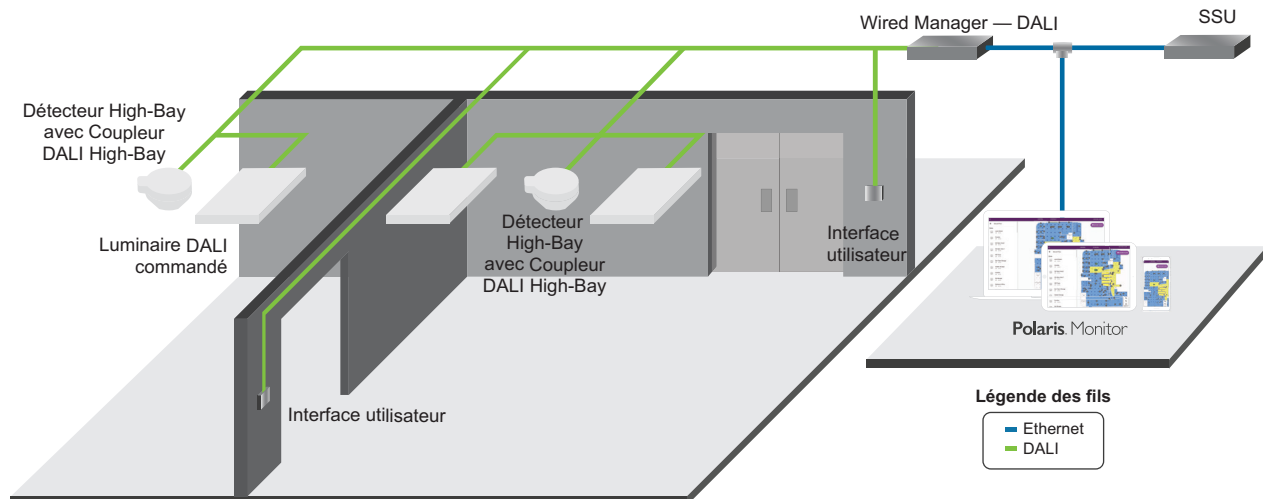 Wired Manager — DALI
SSU
Détecteur High-Bay
avec Coupleur
DALI High-Bay
Luminaire DALI
commandé
Détecteur
High-Bay
avec Coupleur
DALI High-Bay
Interface
utilisateur
Interface utilisateur
Polaris. Monitor
Légende des fils
Ethernet
DALI